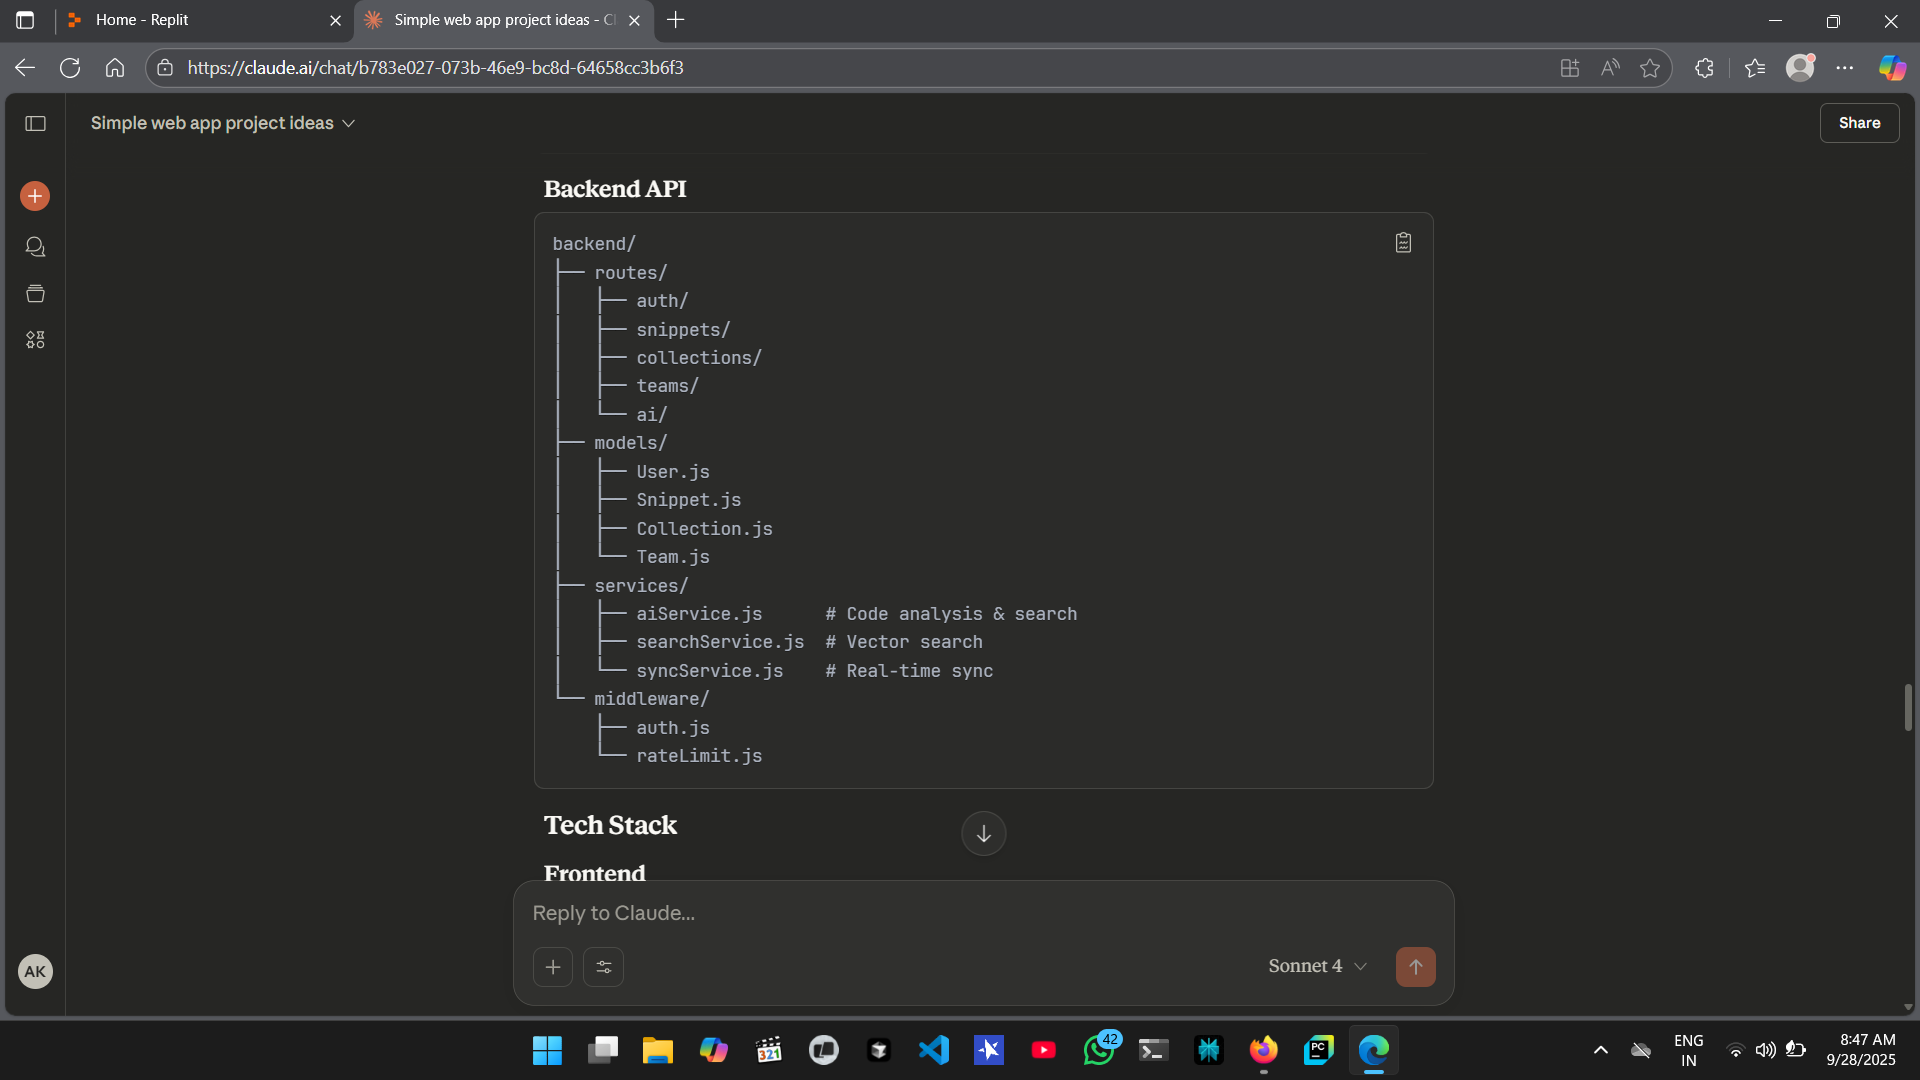 Home - Replit
Simple web app project ideas - Cl
https://claude.ai/chat/b783e027-073b-46e9-bc8d-64658cc3b6f3
Simple web app project ideas
Share
Backend API
backend/
├── routes/
│   ├── auth/
│   ├── snippets/
│   ├── collections/
│   ├── teams/
│   └── ai/
├── models/
│   ├── User.js
│   ├── Snippet.js
│   ├── Collection.js
│   └── Team.js
├── services/
│   ├── aiService.js      # Code analysis & search
│   ├── searchService.js  # Vector search
│   └── syncService.js    # Real-time sync
└── middleware/
    ├── auth.js
    └── rateLimit.js
Tech Stack
Frontend
Reply to Claude...
Sonnet 4
AK
321
42
PC
ENG
IN
8:47 AM
9/28/2025